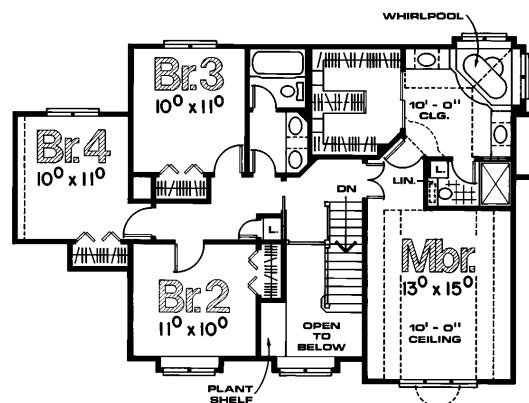 WHIRLPOOL
Br.3
10⁰ x 11⁰
10'-0"
CLG.
Br.4
10⁰ x 11⁰
DN
LIN.
L.
L.
Mbr.
13⁰ x 15⁰
Br.2
11⁰ x 10⁰
OPEN
TO
BELOW
10'-0"
CEILING
PLANT
SHELF